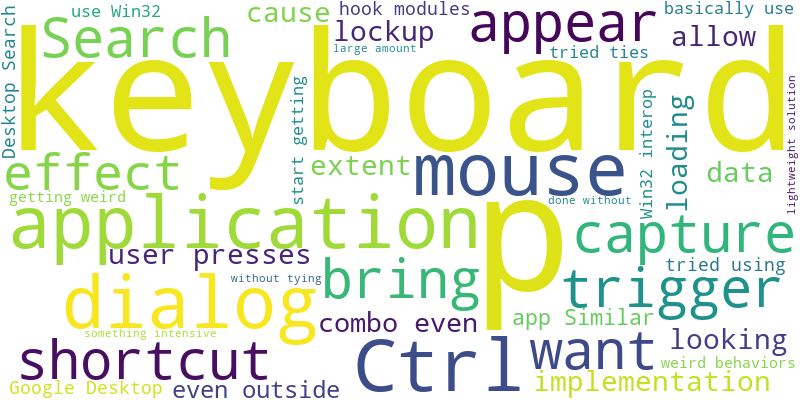 use Win32
cause
hook modules
basically use
Desktop Search
Search
lockup
appear
large amount
tried ties
allow
keyboard
effect
getting weird
start getting
extent
mouse
Win32 interop
loading
data
lightweight solution
application
p
done without
capture
user presses
without tying
bring
tried using
dialog
trigger
something intensive
combo even
app Similar
shortcut
Ctrl
want
looking
weird behaviors
Google Desktop
even outside
implementation